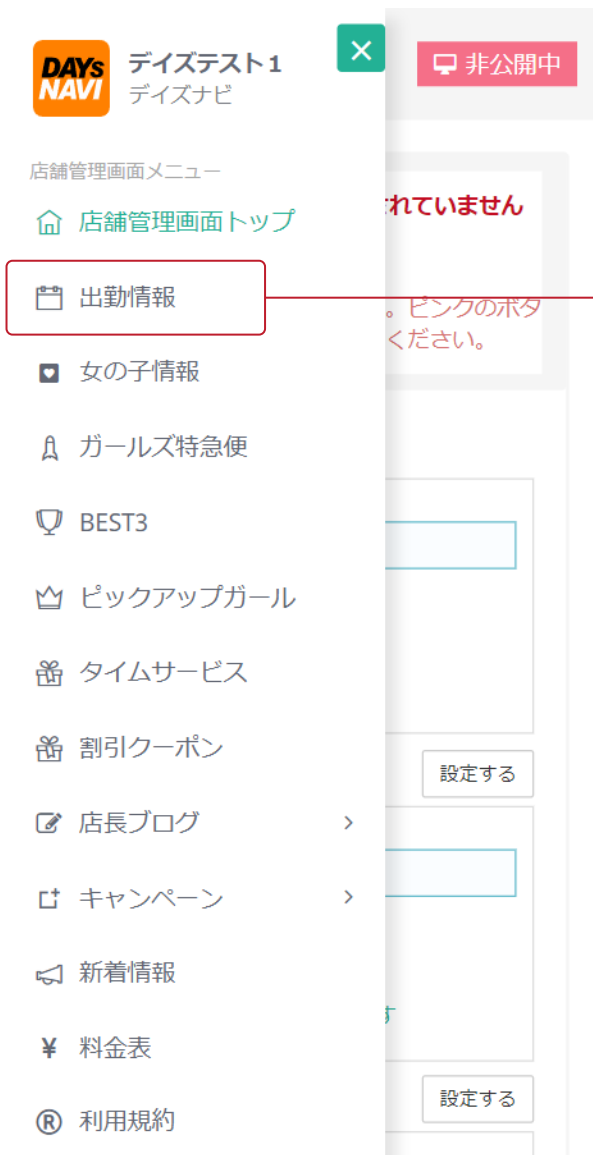 DAYs
NAVI
デイズテスト1
デイズナビ
非公開中
店舗管理画面メニュー
店舗管理画面トップ
れていません
出勤情報
。ピンクのボタ
ください。
女の子情報
ガールズ特急便
BEST3
ピックアップガール
タイムサービス
割引クーポン
設定する
店長ブログ
キャンペーン
新着情報
す
¥ 料金表
設定する
® 利用規約